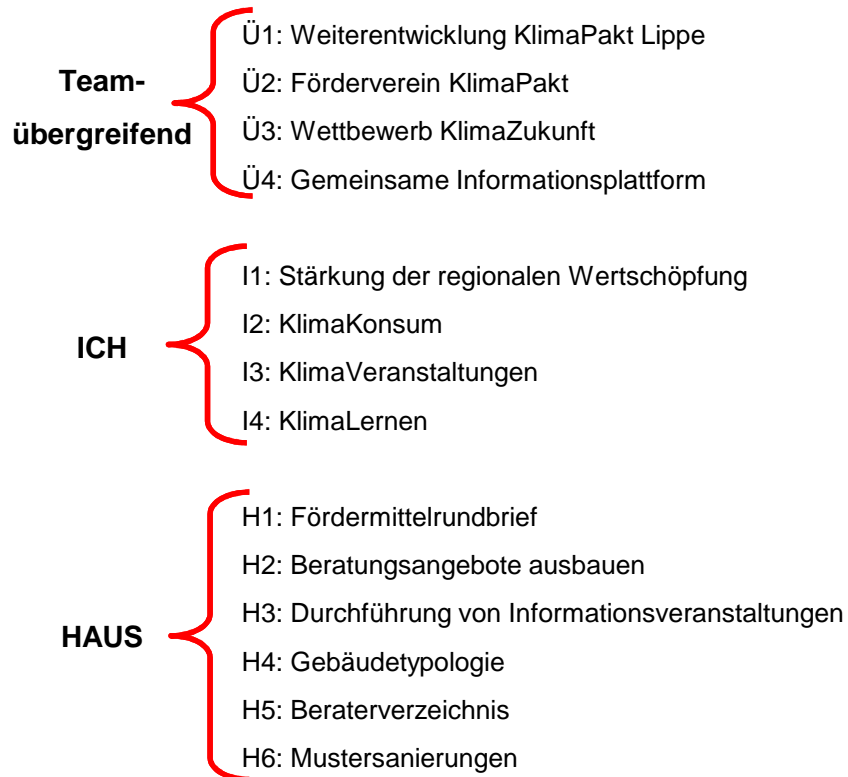 Team-
übergreifend
Ü1: Weiterentwicklung KlimaPakt Lippe
Ü2: Förderverein KlimaPakt
Ü3: Wettbewerb KlimaZukunft
Ü4: Gemeinsame Informationsplattform
ICH
I1: Stärkung der regionalen Wertschöpfung
I2: KlimaKonsum
I3: KlimaVeranstaltungen
I4: KlimaLernen
HAUS
H1: Fördermittelrundbrief
H2: Beratungsangebote ausbauen
H3: Durchführung von Informationsveranstaltungen
H4: Gebäudetypologie
H5: Beraterverzeichnis
H6: Mustersanierungen